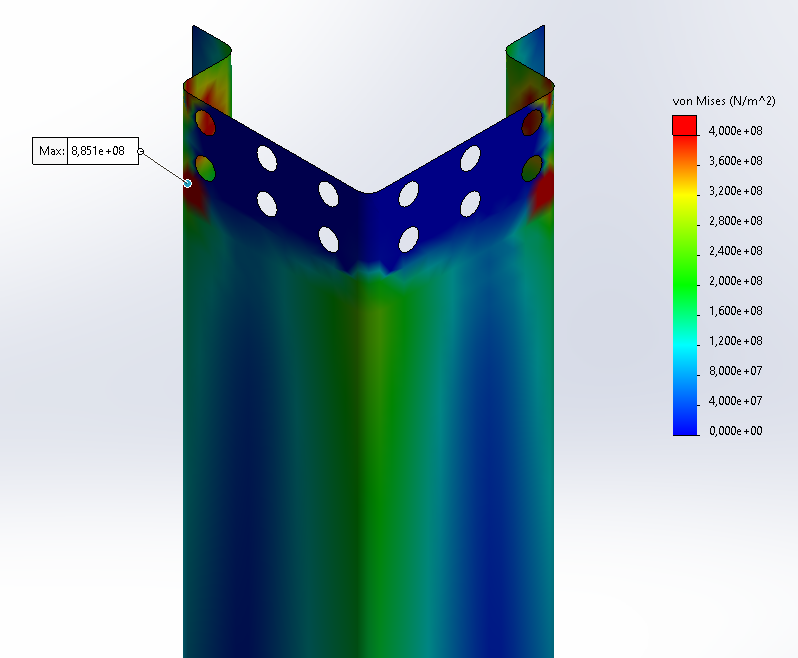 von Mises (N/m^2)
4,000e+08
Max: 8,851e+08
3,600e+08
3,200e+08
2,800e+08
2,400e+08
2,000e+08
1,600e+08
1,200e+08
8,000e+07
4,000e+07
0,000e+00